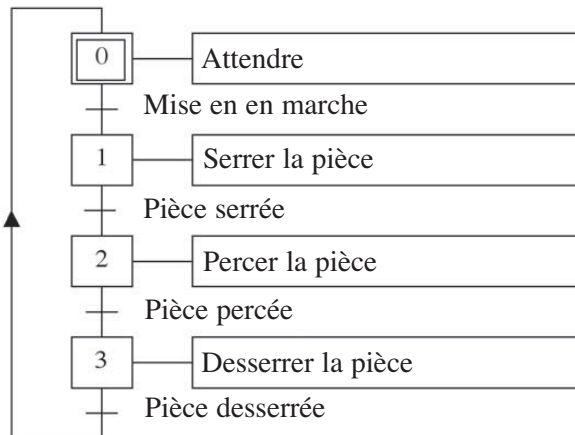 0 Attendre
Mise en en marche
1 Serrer la pièce
Pièce serrée
2 Percer la pièce
Pièce percée
3 Desserrer la pièce
Pièce desserrée